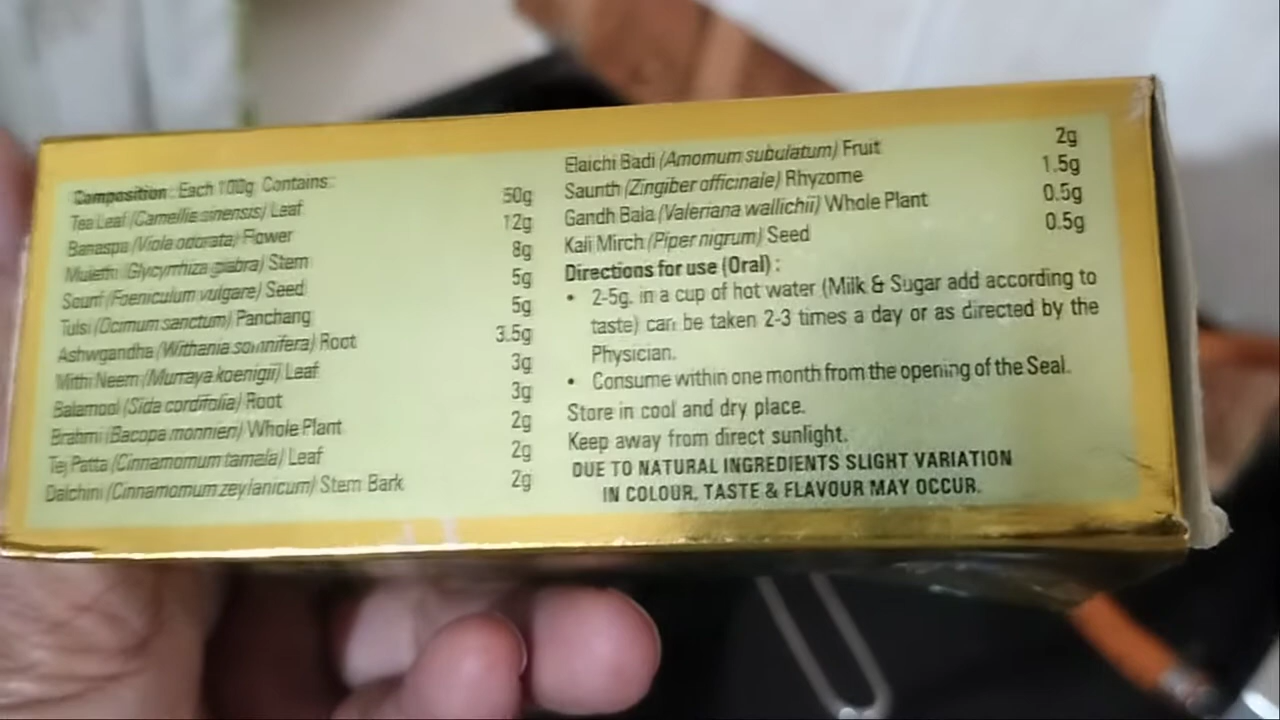 Composition : Each 100g Contains:
Tea Leaf (Camellia sinensis) Leaf 50g
Banaspa (Viola odorata) Flower 12g
Mulethi (Glycyrrhiza glabra) Stem 8g
Sounf (Foeniculum vulgare) Seed 5g
Tulsi (Ocimum sanctum) Panchang 5g
Ashwgandha (Withania somnifera) Root 3.5g
Mithi Neem (Murraya koenigii) Leaf 3g
Balamool (Sida cordifolia) Root 3g
Brahmi (Bacopa monnieri) Whole Plant 2g
Tej Patta (Cinnamomum tamala) Leaf 2g
Dalchini (Cinnamomum zeylanicum) Stem Bark 2g
Elaichi Badi (Amomum subulatum) Fruit 2g
Saunth (Zingiber officinale) Rhyzome 1.5g
Gandh Bala (Valeriana wallichii) Whole Plant 0.5g
Kali Mirch (Piper nigrum) Seed 0.5g
Directions for use (Oral) :
• 2-5g. in a cup of hot water (Milk & Sugar add according to
taste) can be taken 2-3 times a day or as directed by the
Physician.
• Consume within one month from the opening of the Seal.
Store in cool and dry place.
Keep away from direct sunlight.
DUE TO NATURAL INGREDIENTS SLIGHT VARIATION
IN COLOUR, TASTE & FLAVOUR MAY OCCUR.